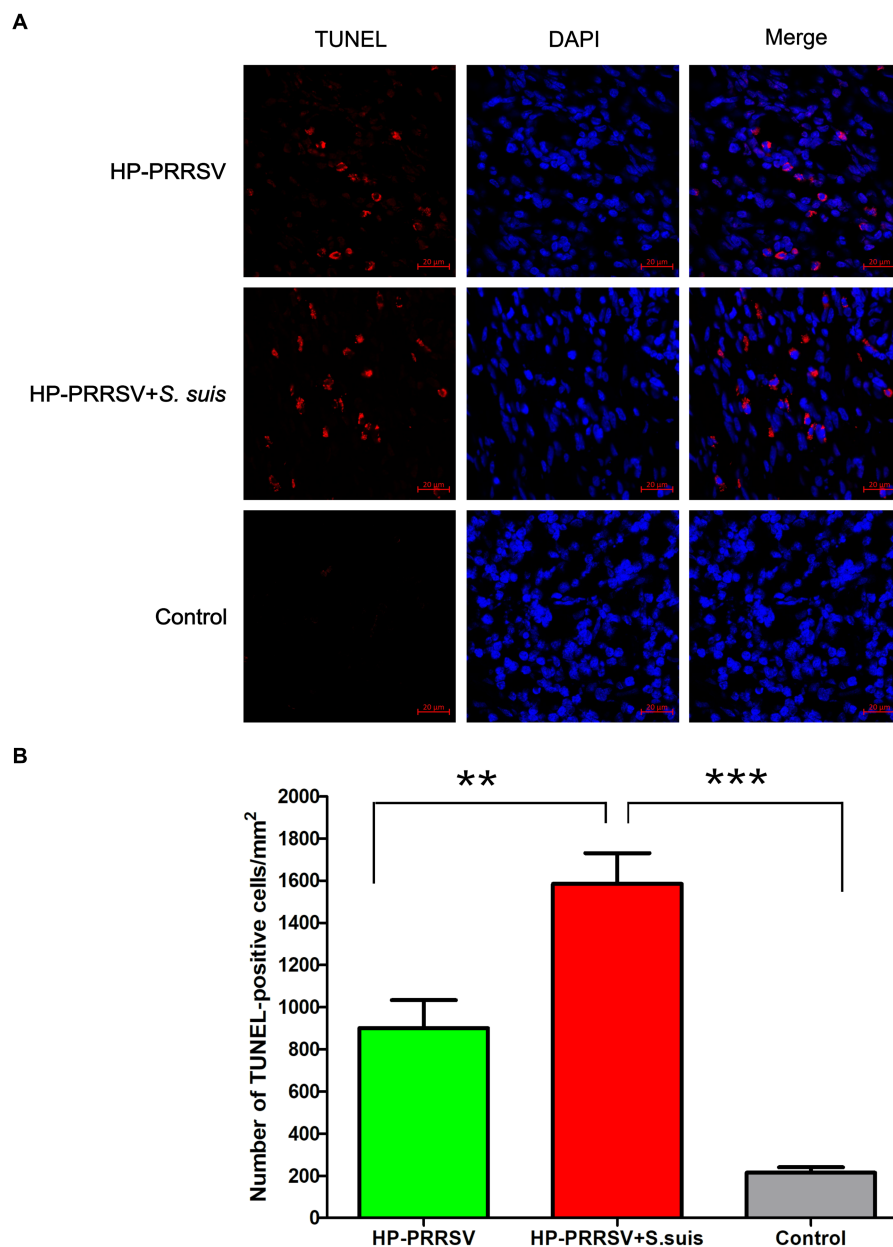 A
TUNEL DAPI Merge
HP-PRRSV
20 μm 20 μm 20 μm
HP-PRRSV+S. suis
20 μm 20 μm 20 μm
Control
20 μm 20 μm 20 μm
B
** ***
Number of TUNEL-positive cells/mm²
2000
1800
1600
1400
1200
1000
800
600
400
200
0
HP-PRRSV HP-PRRSV+S.suis Control